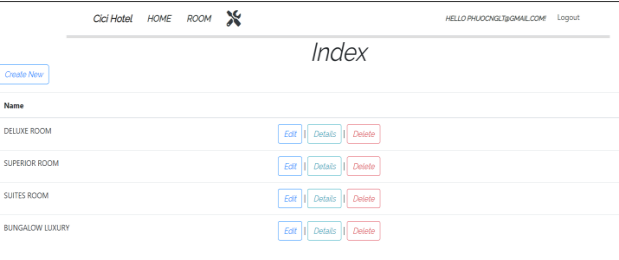 Cici Hotel HOME ROOM HELLO PHUOCNGLT@GMAIL.COM! Logout
Index
Create New
Name
DELUXE ROOM Edit | Details | Delete
SUPERIOR ROOM Edit | Details | Delete
SUITES ROOM Edit | Details | Delete
BUNGALOW LUXURY Edit | Details | Delete